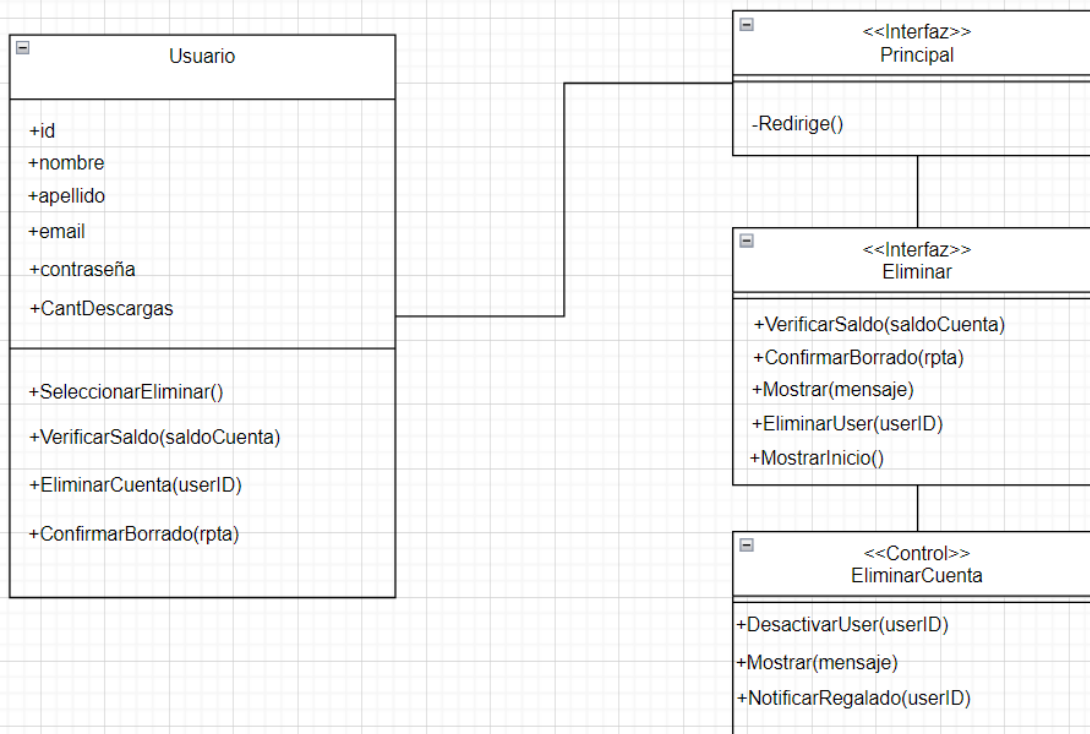 Usuario
+id
+nombre
+apellido
+email
+contraseña
+CantDescargas
+SeleccionarEliminar()
+VerificarSaldo(saldoCuenta)
+EliminarCuenta(userID)
+ConfirmarBorrado(rpta)
<<Interfaz>>
Principal
-Redirige()
<<Interfaz>>
Eliminar
+VerificarSaldo(saldoCuenta)
+ConfirmarBorrado(rpta)
+Mostrar(mensaje)
+EliminarUser(userID)
+MostrarInicio()
<<Control>>
EliminarCuenta
+DesactivarUser(userID)
+Mostrar(mensaje)
+NotificarRegalado(userID)